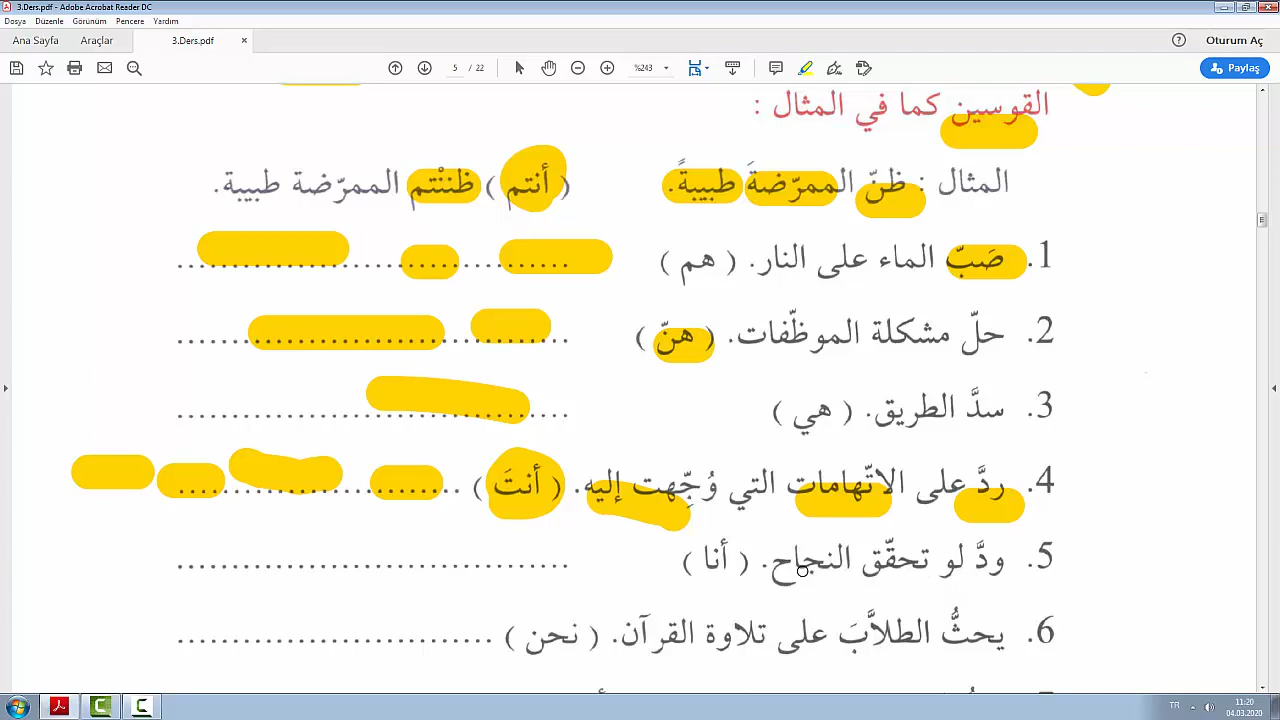 3.Ders.pdf - Adobe Acrobat Reader DC
Dosya Düzenle Görünüm Pencere Yardım
Ana Sayfa Araçlar 3.Ders.pdf × Oturum Aç
5 / 22 %243 Paylaş
القوسين كما في المثال :
المثال : ظنّ الممرّضةَ طبيبةً. ( أنتم ) ظننْتم الممرّضة طبيبة.
1. صَبّ الماء على النار. ( هم ) ........................................
2. حلّ مشكلة الموظّفات. ( هنّ ) ........................................
3. سدَّ الطريق. ( هي ) ........................................
4. ردَّ على الاتّهامات التي وُجِّهت إليه. ( أنتَ ) .............................
5. ودَّ لو تحقّق النجاح. ( أنا ) ........................................
6. يحثُّ الطلاَّبَ على تلاوة القرآن. ( نحن ) ................................
TR 11:20
04.03.2020